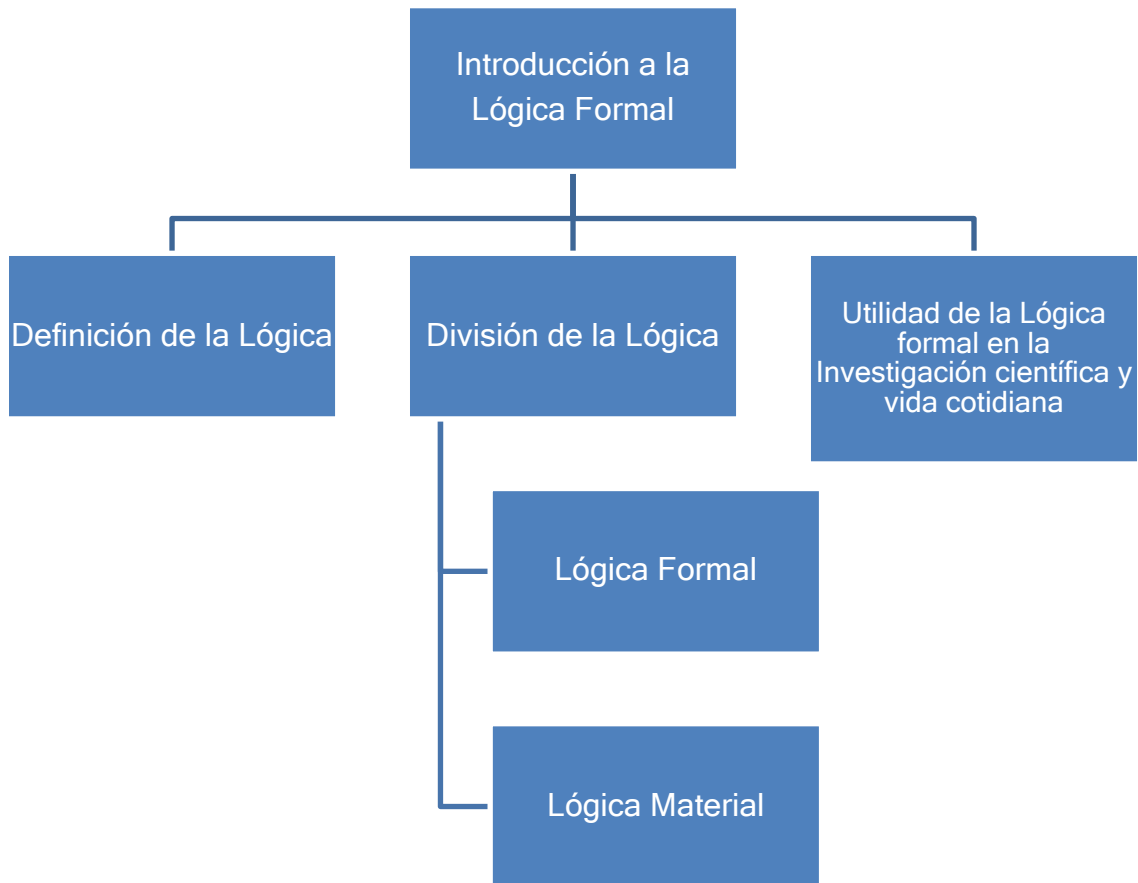 Introducción a la
Lógica Formal
Definición de la Lógica
División de la Lógica
Utilidad de la Lógica
formal en la
Investigación científica y
vida cotidiana
Lógica Formal
Lógica Material